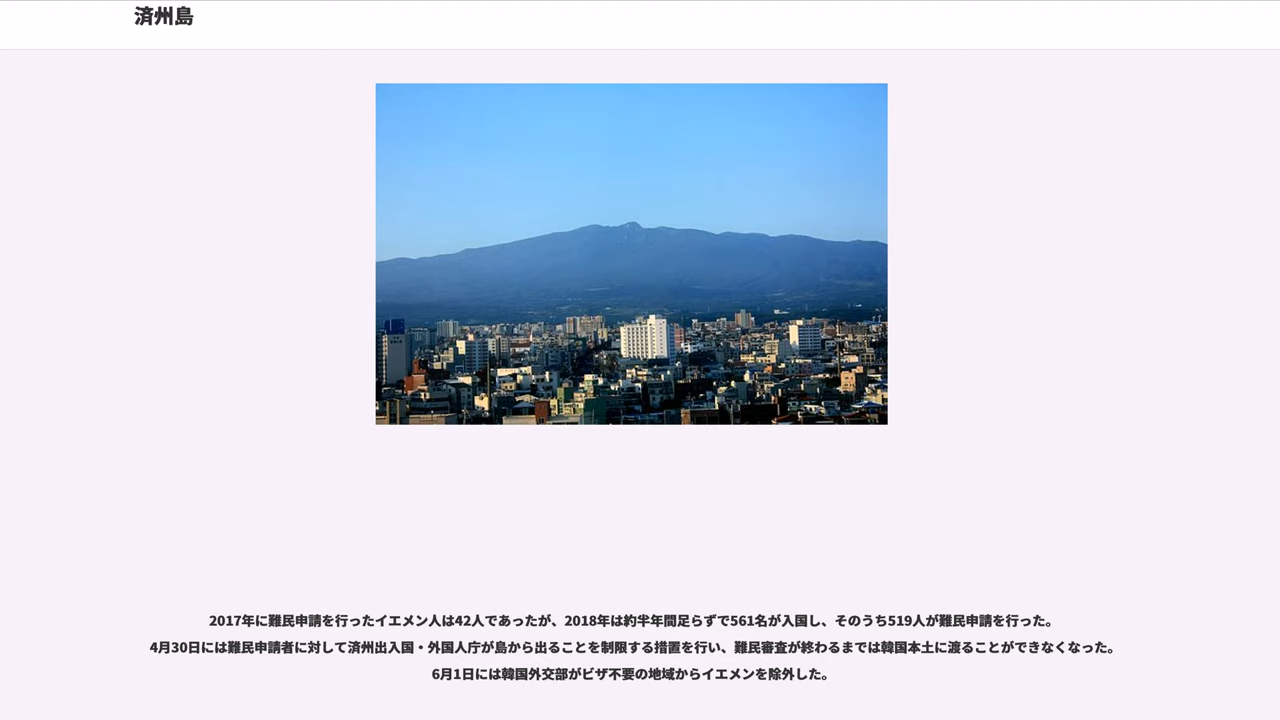 済州島
2017年に難民申請を行ったイエメン人は42人であったが、2018年は約半年間足らずで561名が入国し、そのうち519人が難民申請を行った。
4月30日には難民申請者に対して済州出入国・外国人庁が島から出ることを制限する措置を行い、難民審査が終わるまでは韓国本土に渡ることができなくなった。
6月1日には韓国外交部がビザ不要の地域からイエメンを除外した。